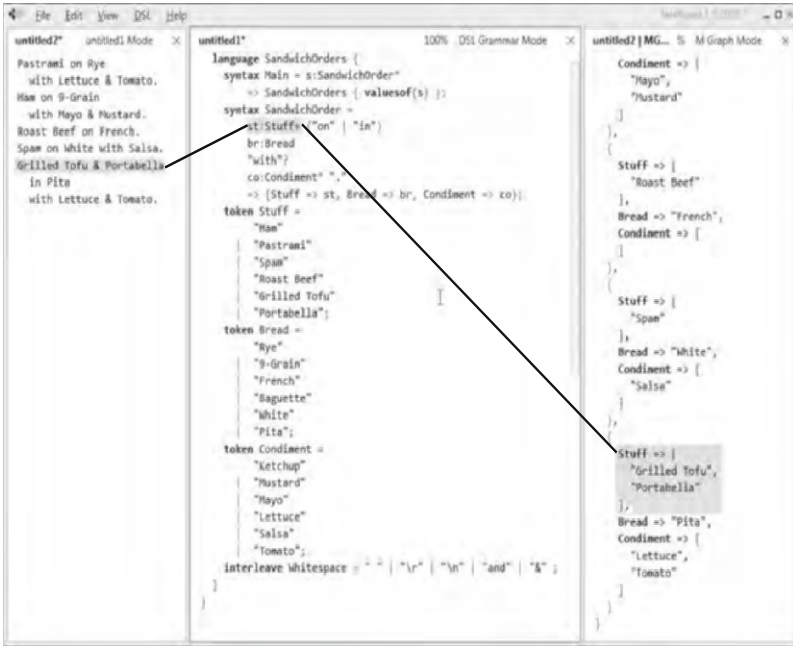 File Edit View DSL Help
untitled2* untitled1 Mode ×
Pastrami on Rye
with Lettuce & Tomato.
Ham on 9-Grain
with Mayo & Mustard.
Roast Beef on French.
Spam on White with Salsa.
Grilled Tofu & Portabella
in Pita
with Lettuce & Tomato.
untitled1* 100% DSL Grammar Mode ×
language SandwichOrders {
syntax Main = s:SandwichOrder*
=> SandwichOrders { valuesof(s) };
syntax SandwichOrder =
st:Stuff+ ("on" | "in")
br:Bread
"with"?
co:Condiment* "."
=> {Stuff => st, Bread => br, Condiment => co};
token Stuff =
"Ham"
| "Pastrami"
| "Spam"
| "Roast Beef"
| "Grilled Tofu"
| "Portabella";
token Bread =
"Rye"
| "9-Grain"
| "French"
| "Baguette"
| "White"
| "Pita";
token Condiment =
"Ketchup"
| "Mustard"
| "Mayo"
| "Lettuce"
| "Salsa"
| "Tomato";
interleave Whitespace = " " | "\r" | "\n" | "and" | "&" ;
}
}
untitled2 | MG... % M Graph Mode ×
Condiment => [
"Mayo",
"Mustard"
]
},
{
Stuff => [
"Roast Beef"
],
Bread => "French",
Condiment => [
]
},
{
Stuff => [
"Spam"
],
Bread => "White",
Condiment => [
"Salsa"
]
},
{
Stuff => [
"Grilled Tofu",
"Portabella"
],
Bread => "Pita",
Condiment => [
"Lettuce",
"Tomato"
]
}
}